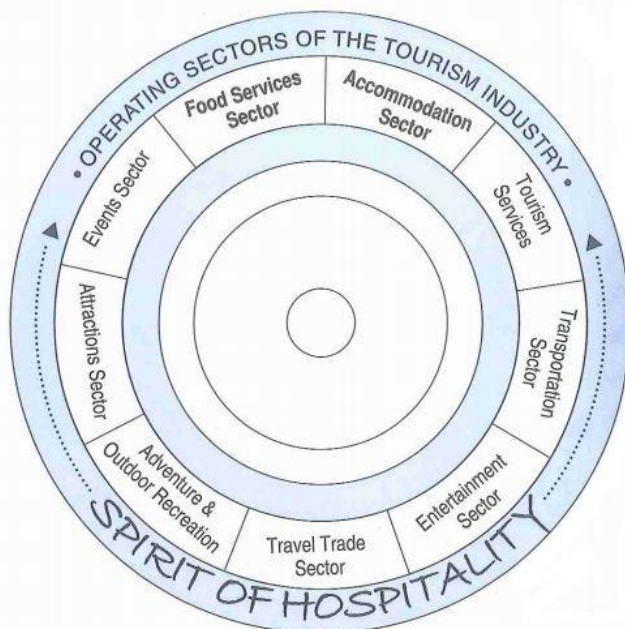 • OPERATING SECTORS OF THE TOURISM INDUSTRY •
Food Services
Sector
Accommodation
Sector
Tourism
Services
Transportation
Sector
Entertainment
Sector
Travel Trade
Sector
Adventure &
Outdoor Recreation
Attractions Sector
Events Sector
SPIRIT OF HOSPITALITY